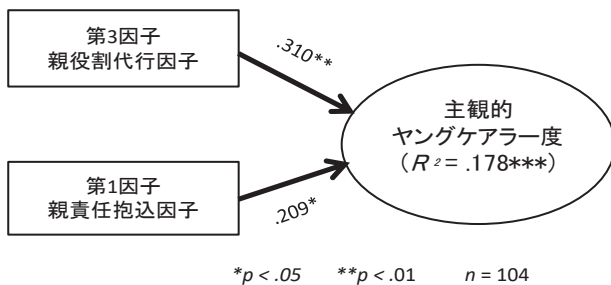 第3因子
親役割代行因子
.310**
主観的
ヤングケアラー度
（R² = .178***）
第1因子
親責任抱込因子
.209*
*p < .05 **p < .01 n = 104